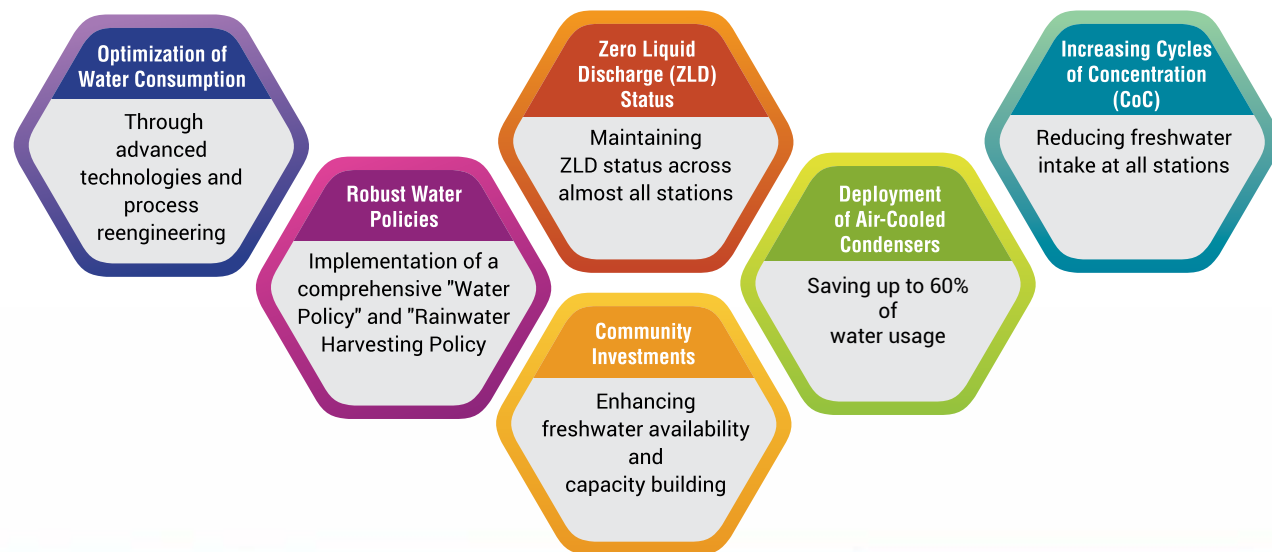 Optimization of
Water Consumption
Through
advanced
technologies and
process
reengineering
Robust Water
Policies
Implementation of a
comprehensive "Water
Policy" and "Rainwater
Harvesting Policy
Zero Liquid
Discharge (ZLD)
Status
Maintaining
ZLD status across
almost all stations
Community
Investments
Enhancing
freshwater availability
and
capacity building
Deployment
of Air-Cooled
Condensers
Saving up to 60%
of
water usage
Increasing Cycles
of Concentration
(CoC)
Reducing freshwater
intake at all stations